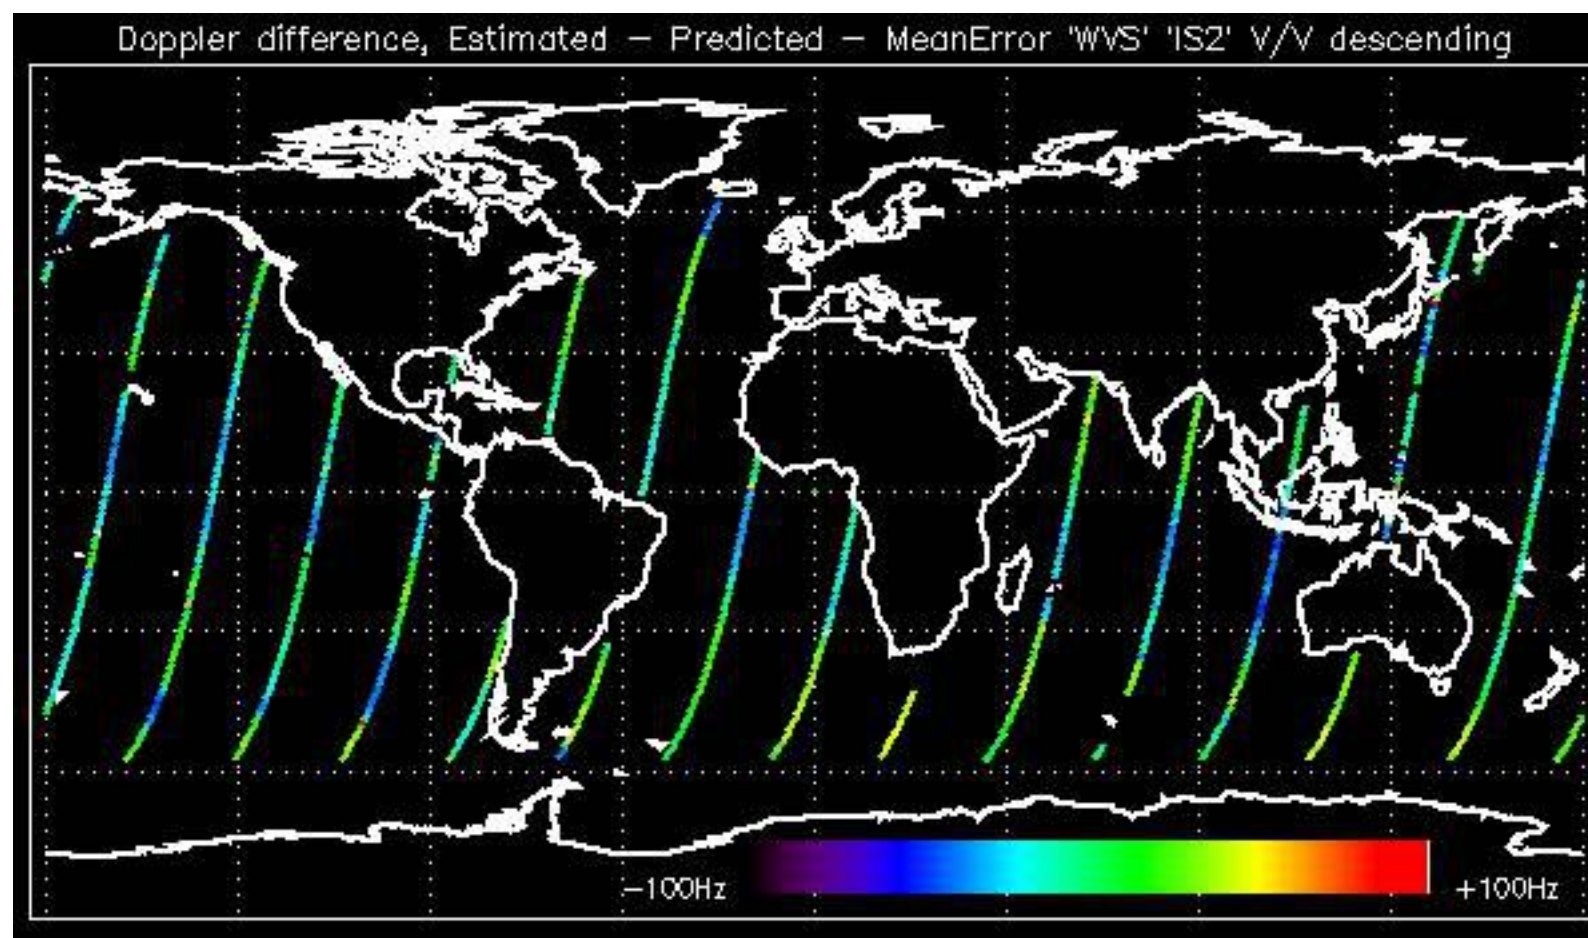 Doppler difference, Estimated – Predicted – MeanError 'WVS' 'IS2' V/V descending
-100Hz
+100Hz